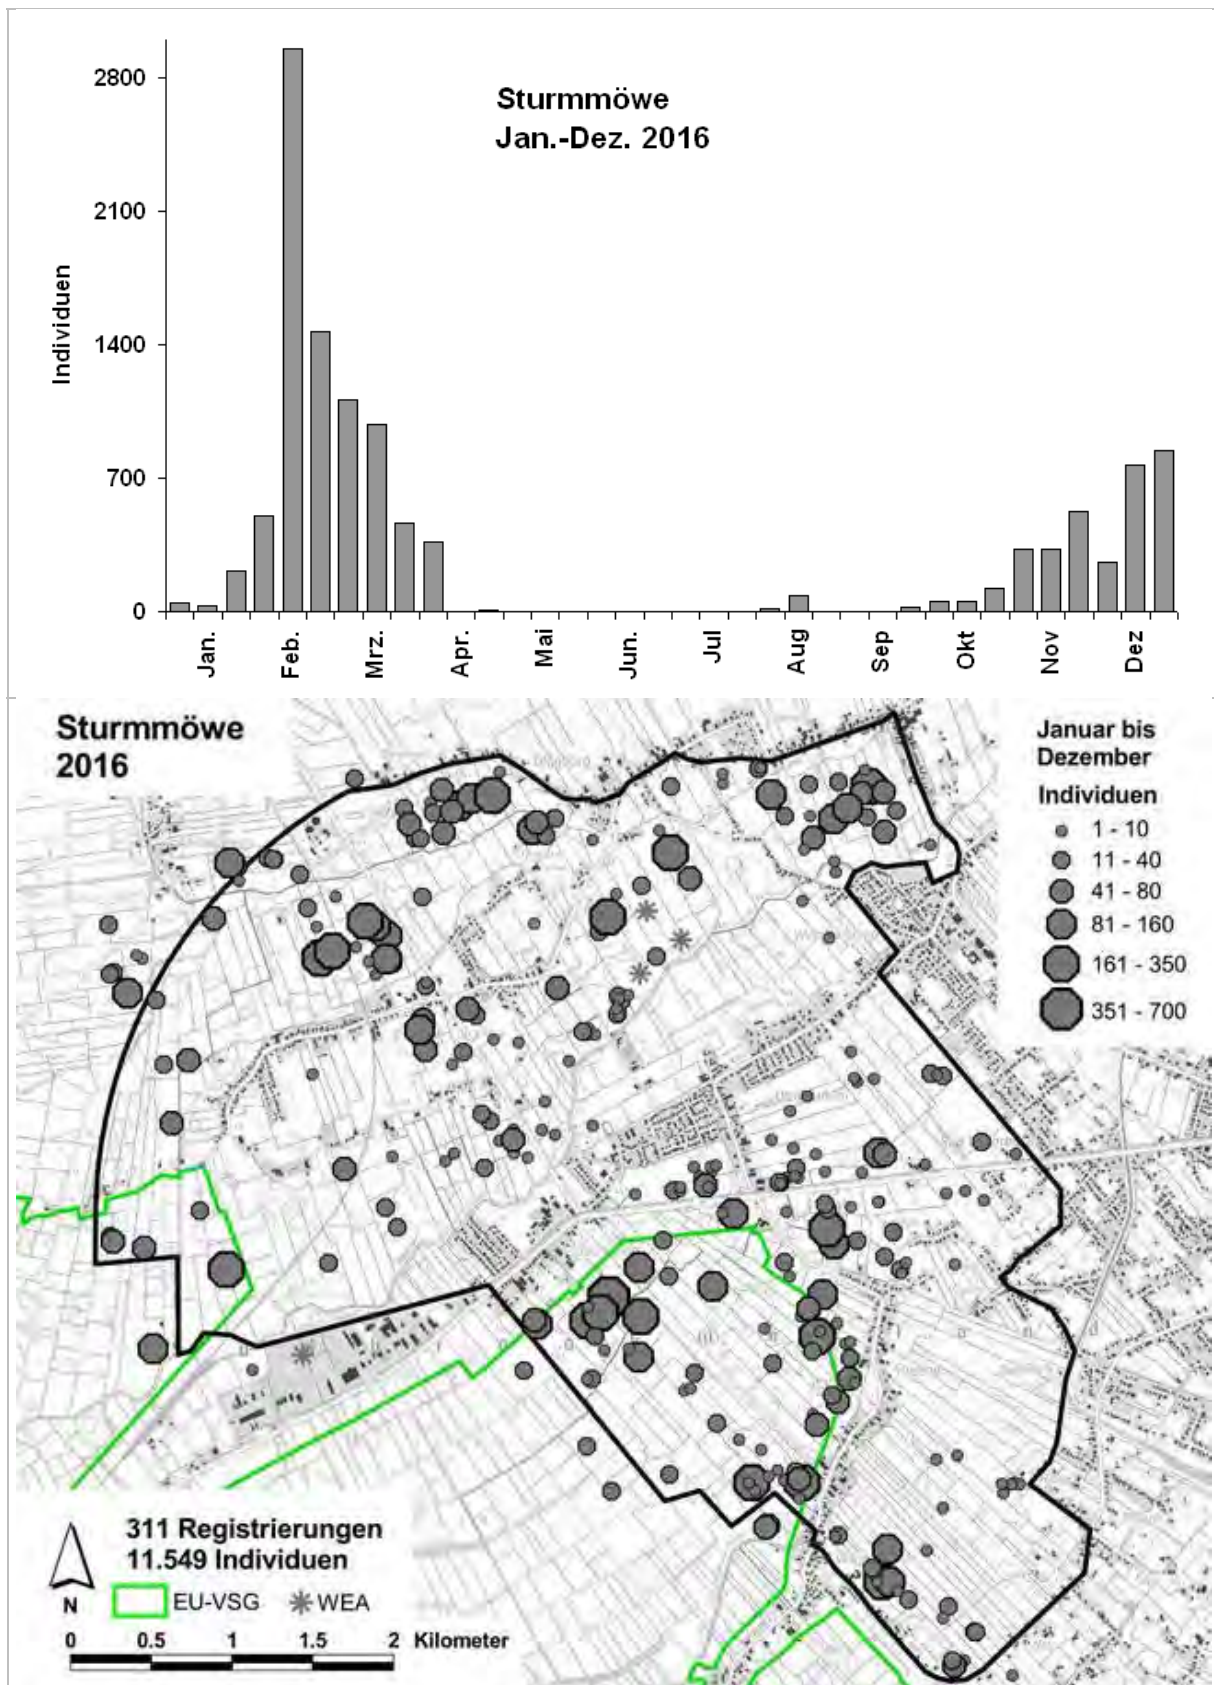 2800
2100
1400
700
0
Individuen
Sturmmöwe
Jan.-Dez. 2016
Jan.
Feb.
Mrz.
Apr.
Mai
Jun.
Jul
Aug
Sep
Okt
Nov
Dez
Sturmmöwe
2016
Januar bis
Dezember
Individuen
1 - 10
11 - 40
41 - 80
81 - 160
161 - 350
351 - 700
311 Registrierungen
11.549 Individuen
N
EU-VSG
WEA
0 0.5 1 1.5 2 Kilometer